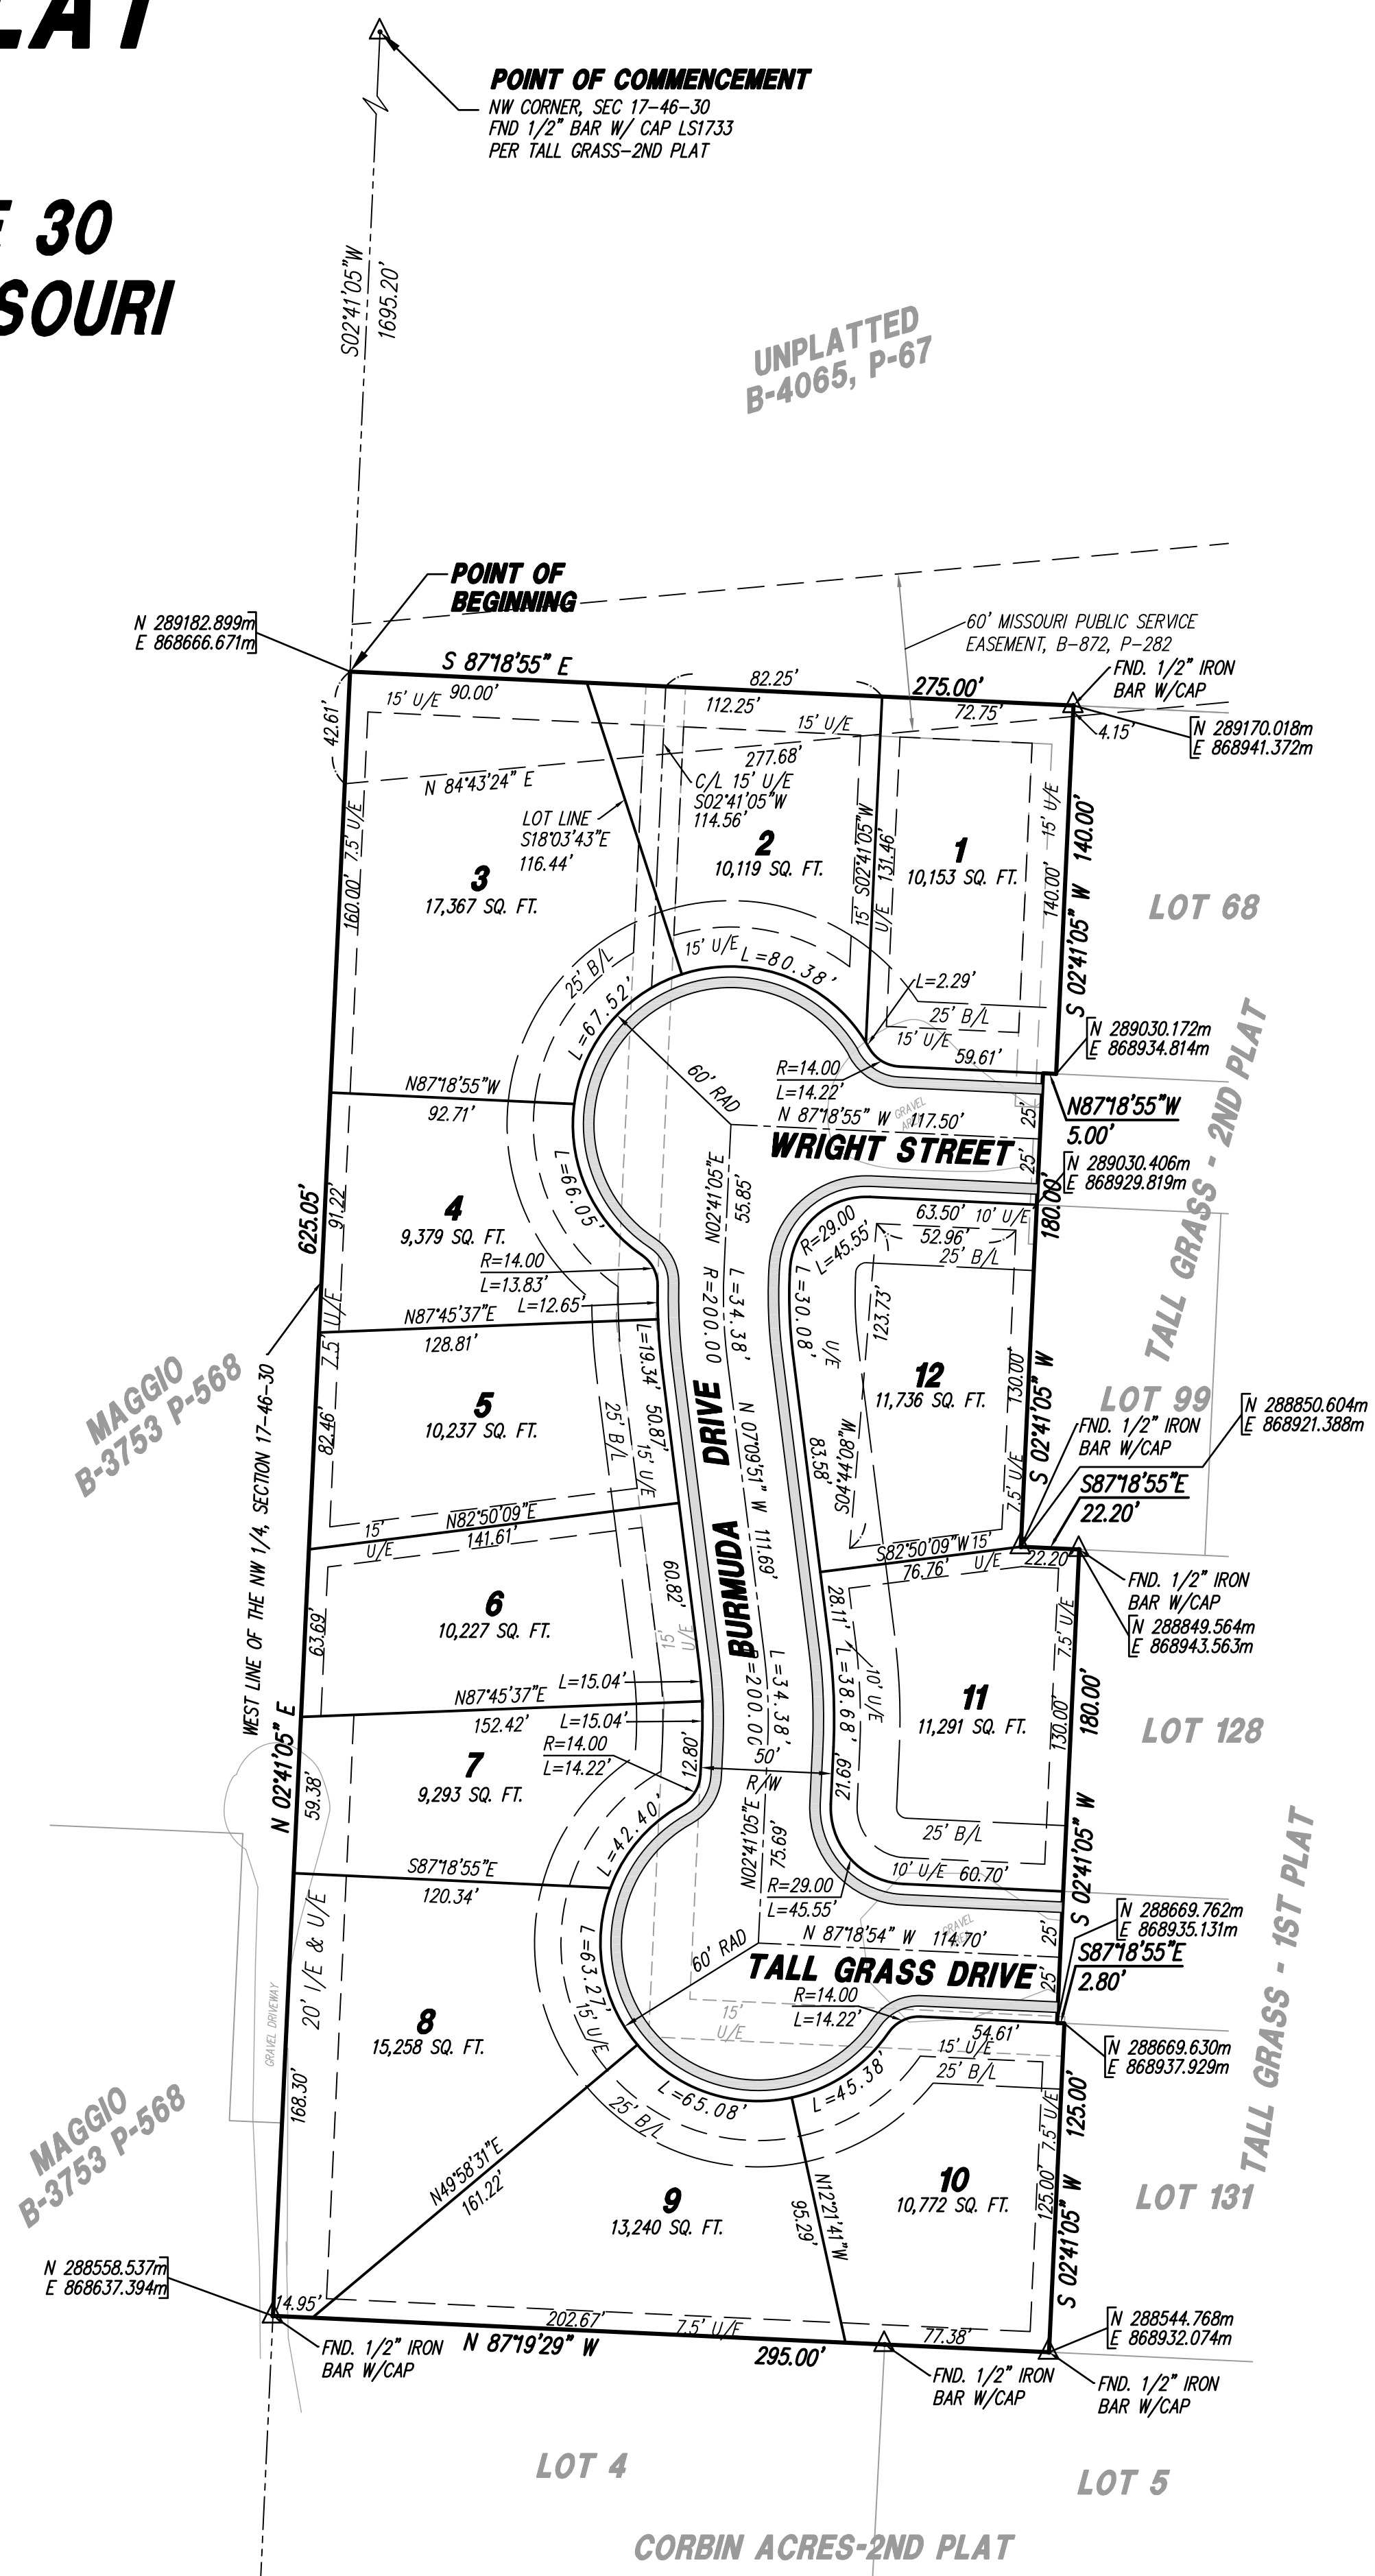 LAT
E 30
SOURI
POINT OF COMMENCEMENT
NW CORNER, SEC 17-46-30
FND 1/2" BAR W/ CAP LS1733
PER TALL GRASS-2ND PLAT
S02°41'05"W
1695.20'
UNPLATTED
B-4065, P-67
POINT OF
BEGINNING
N 289182.899m
E 868666.671m
60' MISSOURI PUBLIC SERVICE
EASEMENT, B-872, P-282
FND. 1/2" IRON
BAR W/CAP
N 289170.018m
E 868941.372m
S 87°18'55" E
275.00'
15' U/E
90.00'
82.25'
112.25'
15' U/E
72.75'
4.15'
42.61'
277.68'
N 84°43'24" E
C/L 15' U/E
S02°41'05"W
114.56'
LOT LINE
S18°03'43"E
116.44'
7.5' U/E
160.00'
3
17,367 SQ. FT.
2
10,119 SQ. FT.
15' U/E
S02°41'05"W
131.46'
1
10,153 SQ. FT.
15' U/E
140.00'
S 02°41'05" W 140.00'
LOT 68
25' B/L
15' U/E
L=67.52'
L=80.38'
L=2.29'
25' B/L
15' U/E
59.61'
N 289030.172m
E 868934.814m
R=14.00
L=14.22'
60' RAD
N 87°18'55" W 117.50'
GRAVEL
WRIGHT STREET
25'
25'
N87°18'55"W
5.00'
N 289030.406m
E 868929.819m
TALL GRASS - 2ND PLAT
N87°18'55"W
92.71'
L=66.05'
625.05'
91.22'
4
9,379 SQ. FT.
R=14.00
L=13.83'
L=12.65'
N02°41'05"E
55.85'
L=34.38'
R=200.00
R=29.00
L=45.55'
L=30.08'
63.50'
10' U/E
52.96'
25' B/L
180.00'
N87°45'37"E
128.81'
7.5' U/E
MAGGIO
B-3753 P-568
WEST LINE OF THE NW 1/4, SECTION 17-46-30
82.46'
5
10,237 SQ. FT.
L=19.34'
50.87'
25' B/L
15' U/E
BURMUDA DRIVE
N 07°09'51" W 111.69'
U/E
123.73'
83.58'
S04°44'08"W
12
11,736 SQ. FT.
130.00'
7.5' U/E
S 02°41'05" W
LOT 99
FND. 1/2" IRON
BAR W/CAP
N 288850.604m
E 868921.388m
S87°18'55"E
22.20'
15'
U/E
N82°50'09"E
141.61'
S82°50'09"W
76.76'
15'
U/E
22.20'
FND. 1/2" IRON
BAR W/CAP
N 288849.564m
E 868943.563m
63.69'
6
10,227 SQ. FT.
60.82'
15'
U/E
28.11'
L=38.68'
10' U/E
21.69'
11
11,291 SQ. FT.
7.5' U/E
130.00'
180.00'
LOT 128
N87°45'37"E
152.42'
L=15.04'
L=15.04'
R=14.00
L=14.22'
12.80'
L=34.38'
R=200.00
50'
R/W
N 02°41'05" E
59.38'
7
9,293 SQ. FT.
L=42.40'
N02°41'05"E
75.69'
R=29.00
L=45.55'
25' B/L
10' U/E
60.70'
S 02°41'05" W
S87°18'55"E
120.34'
60' RAD
N 87°18'54" W 114.70'
GRAVEL
TALL GRASS DRIVE
25'
25'
N 288669.762m
E 868935.131m
S87°18'55"E
2.80'
TALL GRASS - 1ST PLAT
20' I/E & U/E
GRAVEL DRIVEWAY
168.30'
8
15,258 SQ. FT.
L=63.27'
15' U/E
25' B/L
15'
U/E
R=14.00
L=14.22'
54.61'
15' U/E
25' B/L
N 288669.630m
E 868937.929m
MAGGIO
B-3753 P-568
N49°58'31"E
161.22'
L=65.08'
L=45.38'
7.5' U/E
125.00'
125.00'
S 02°41'05" W
LOT 131
9
13,240 SQ. FT.
N12°21'41"W
95.29'
10
10,772 SQ. FT.
N 288558.537m
E 868637.394m
14.95'
202.67'
7.5' U/E
77.38'
N 87°19'29" W
295.00'
FND. 1/2" IRON
BAR W/CAP
N 288544.768m
E 868932.074m
FND. 1/2" IRON
BAR W/CAP
FND. 1/2" IRON
BAR W/CAP
LOT 4
LOT 5
CORBIN ACRES-2ND PLAT